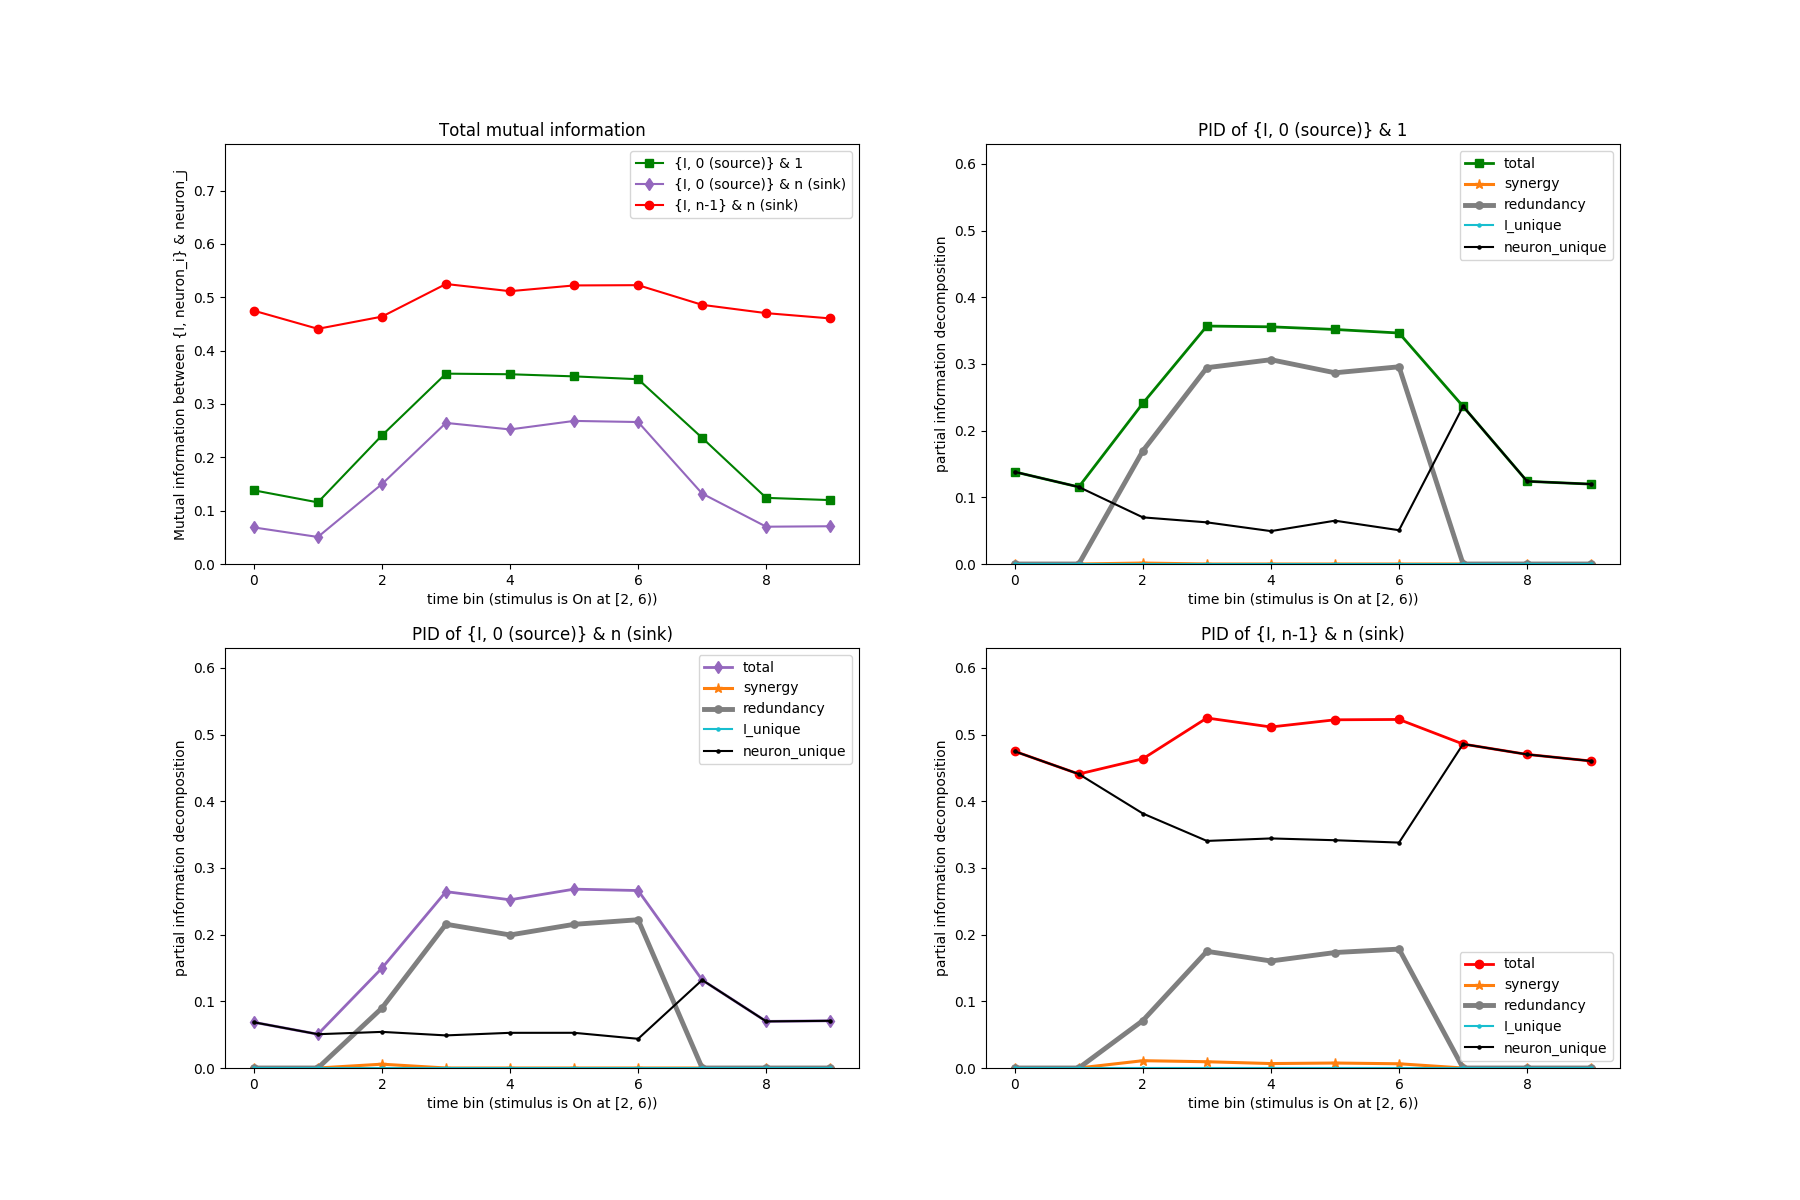 Total mutual information
Mutual information between {I, neuron_i} & neuron_j
0.7
0.6
0.5
0.4
0.3
0.2
0.1
0.0
{I, 0 (source)} & 1
{I, 0 (source)} & n (sink)
{I, n-1} & n (sink)
0 2 4 6 8
time bin (stimulus is On at [2, 6))
PID of {I, 0 (source)} & 1
partial information decomposition
0.6
0.5
0.4
0.3
0.2
0.1
0.0
total
synergy
redundancy
I_unique
neuron_unique
0 2 4 6 8
time bin (stimulus is On at [2, 6))
PID of {I, 0 (source)} & n (sink)
partial information decomposition
0.6
0.5
0.4
0.3
0.2
0.1
0.0
total
synergy
redundancy
I_unique
neuron_unique
0 2 4 6 8
time bin (stimulus is On at [2, 6))
PID of {I, n-1} & n (sink)
partial information decomposition
0.6
0.5
0.4
0.3
0.2
0.1
0.0
total
synergy
redundancy
I_unique
neuron_unique
0 2 4 6 8
time bin (stimulus is On at [2, 6))